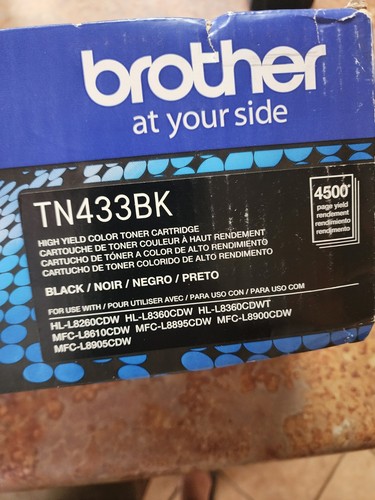 brother
at your side
TN433BK
HIGH YIELD COLOR TONER CARTRIDGE
CARTOUCHE DE TONER COULEUR À HAUT RENDEMENT
CARTUCHO DE TÓNER A COLOR DE ALTO RENDIMIENTO
CARTUCHO DE TONER COLORIDO DE ALTO RENDIMENTO
BLACK / NOIR / NEGRO / PRETO
FOR USE WITH / POUR UTILISER AVEC / PARA USO CON / PARA USO COM
HL-L8260CDW HL-L8360CDW HL-L8360CDWT
MFC-L8610CDW MFC-L8895CDW MFC-L8900CDW
MFC-L8905CDW
4500*
page yield
rendement
rendimiento
rendimento